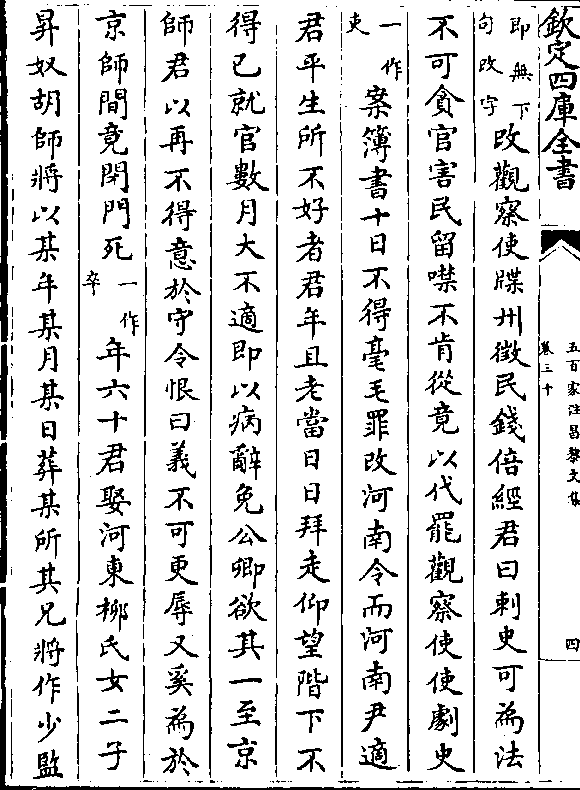 欽定四庫全書
五百家注昌黎文集
卷三十
四
即無下
句改字
改觀察使牒州徵民錢倍經君曰刺史可為法
不可貪官害民留噤不肯從竟以代罷觀察使使劇吏
一作
吏
案簿書十日不得毫毛罪改河南令而河南尹適
君平生所不好者君年且老當日日拜走仰望階下不
得已就官數月大不適即以病辭免公卿欲其一至京
師君以再不得意於守令恨曰義不可更辱又奚為於
京師間竟閉門死
一作
卒
年六十君娶河東柳氏女二子
昇奴胡師將以某年某月某日葬某所其兄將作少監